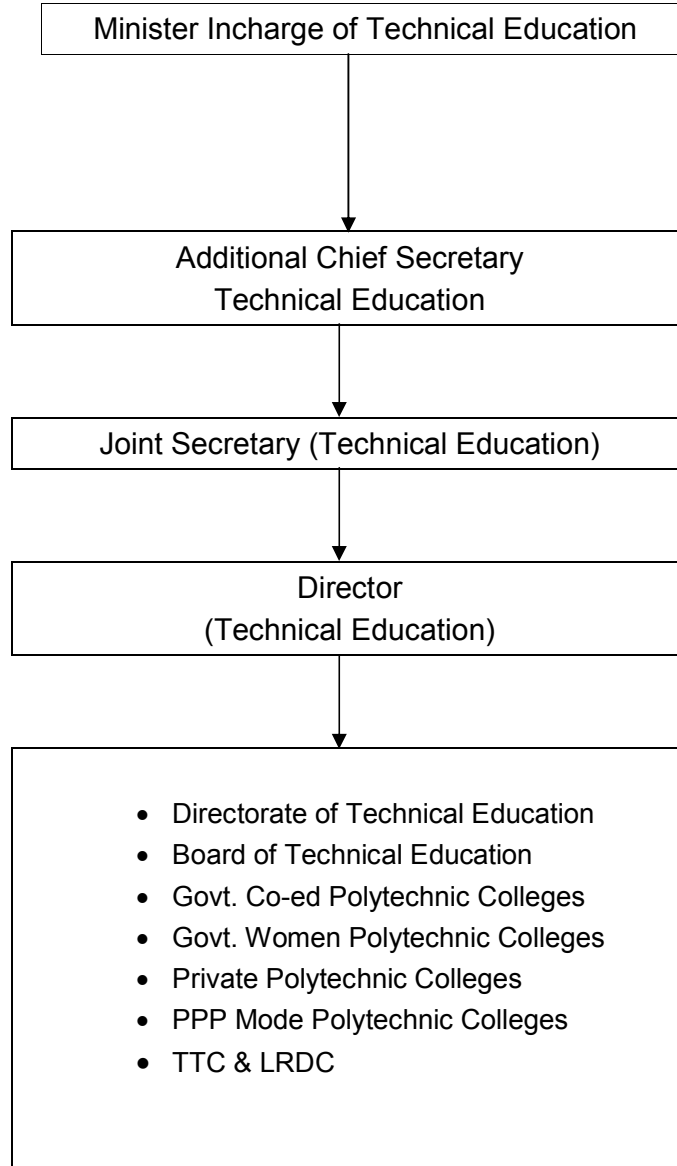 Minister Incharge of Technical Education
Additional Chief Secretary
Technical Education
Joint Secretary (Technical Education)
Director
(Technical Education)
• Directorate of Technical Education
• Board of Technical Education
• Govt. Co-ed Polytechnic Colleges
• Govt. Women Polytechnic Colleges
• Private Polytechnic Colleges
• PPP Mode Polytechnic Colleges
• TTC & LRDC